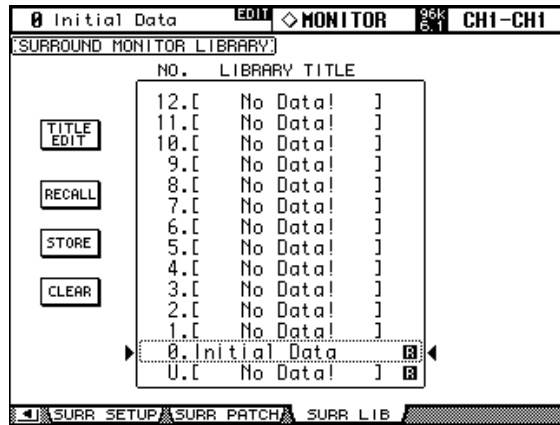 0 Initial Data EDIT ◇MONITOR 96k 6.1 CH1-CH1
SURROUND MONITOR LIBRARY
NO. LIBRARY TITLE
12.[ No Data! ]
TITLE EDIT
11.[ No Data! ]
10.[ No Data! ]
9.[ No Data! ]
RECALL
8.[ No Data! ]
7.[ No Data! ]
6.[ No Data! ]
STORE
5.[ No Data! ]
4.[ No Data! ]
CLEAR
3.[ No Data! ]
2.[ No Data! ]
1.[ No Data! ]
0.Initial Data R
U.[ No Data! ] R
SURR SETUP SURR PATCH SURR LIB